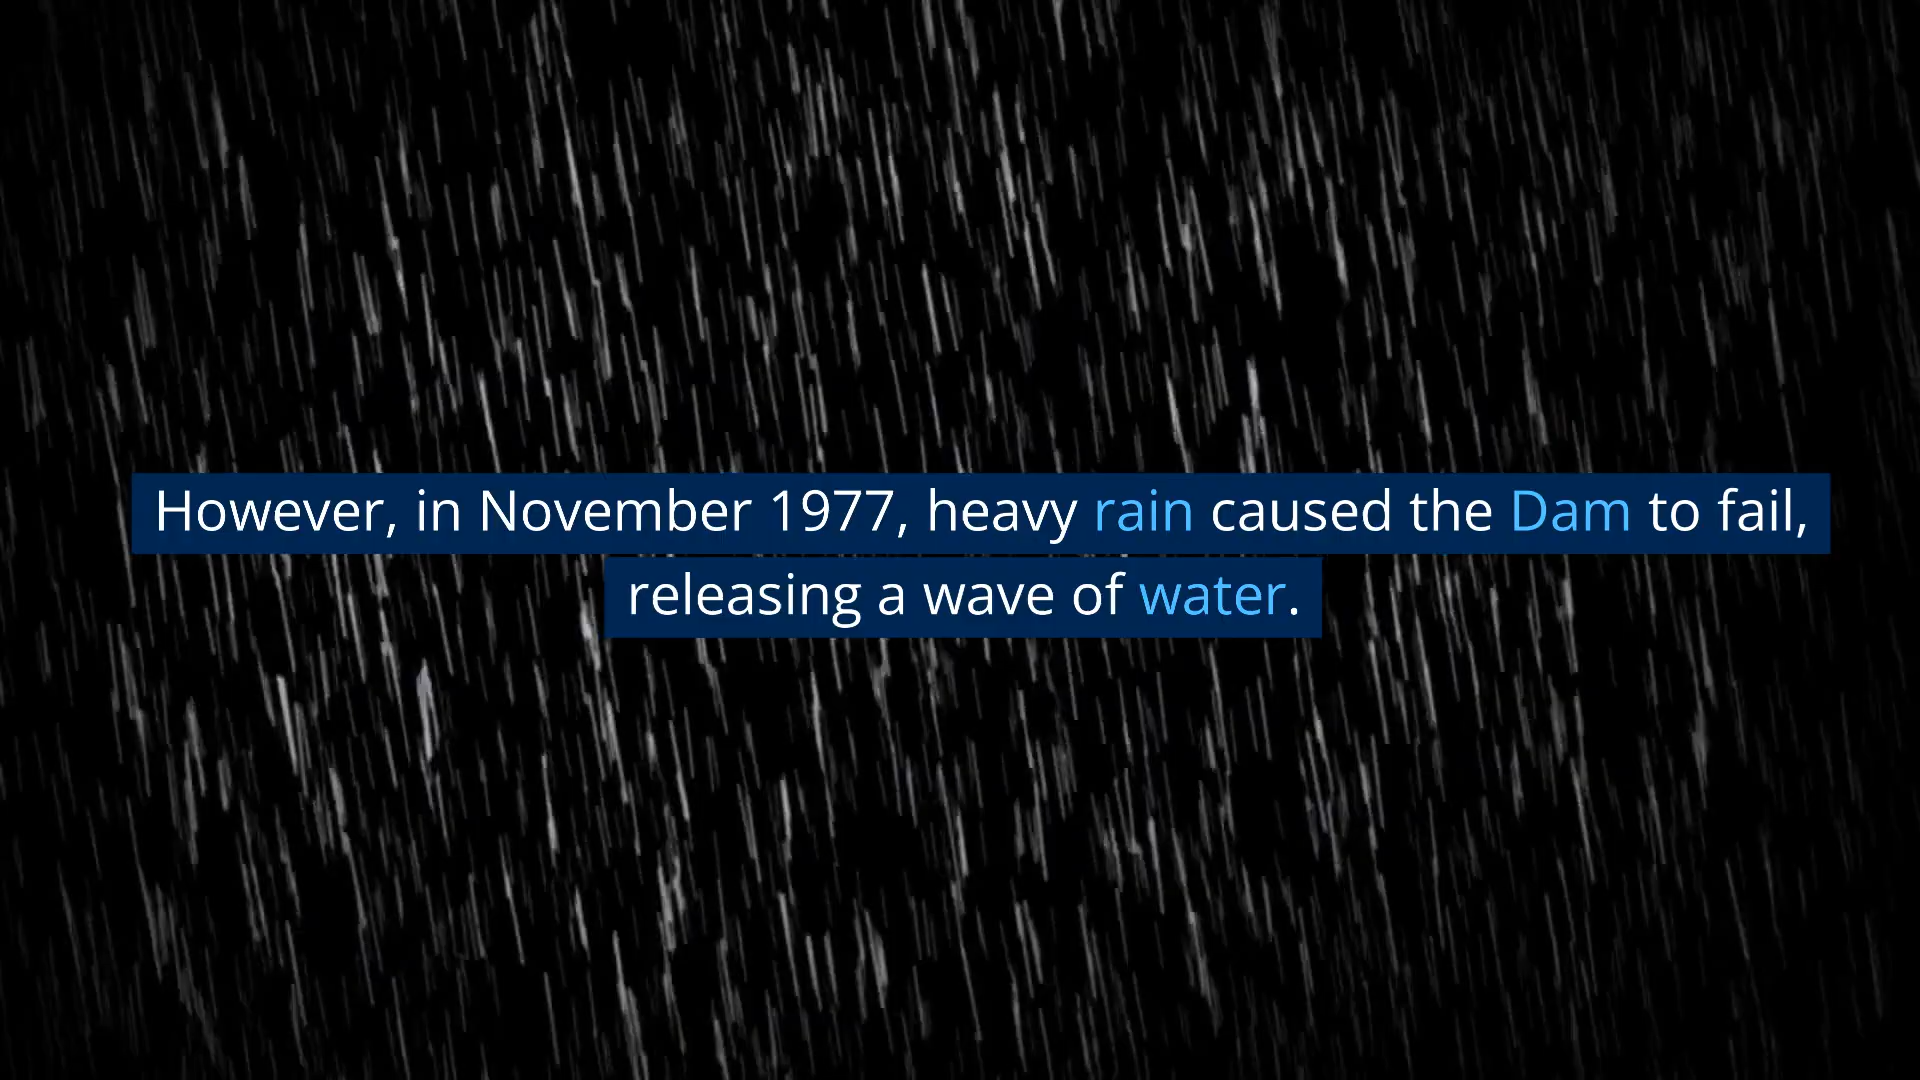 However, in November 1977, heavy rain caused the Dam to fail,
releasing a wave of water.